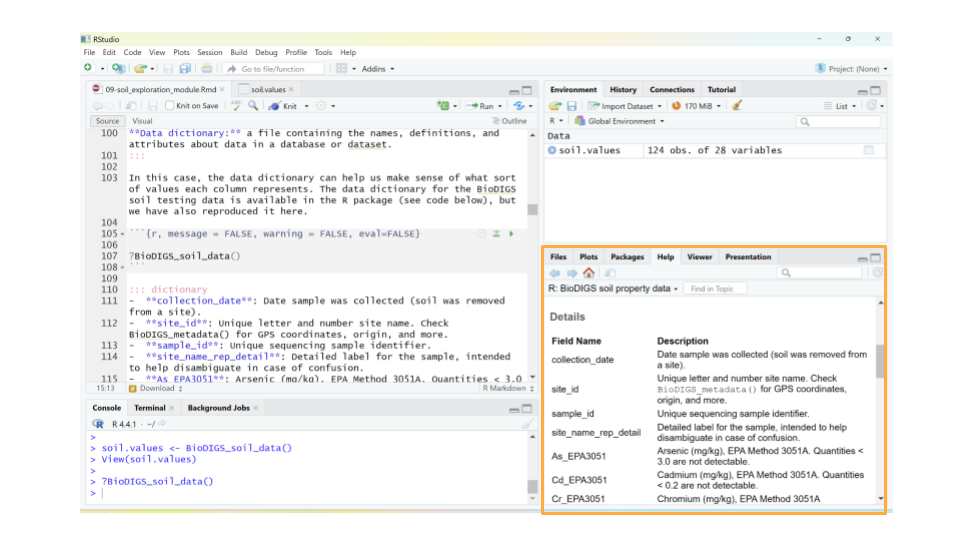 RStudio
File Edit Code View Plots Session Build Debug Profile Tools Help
Go to file/function Addins Project: (None)
09-soil_exploration_module.Rmd soil.values
Knit on Save ABC Knit Run
Source Visual Outline
100 **Data dictionary:** a file containing the names, definitions, and
attributes about data in a database or dataset.
101 :::
102
103 In this case, the data dictionary can help us make sense of what sort
of values each column represents. The data dictionary for the BioDIGS
soil testing data is available in the R package (see code below), but
we have also reproduced it here.
104
105 ```{r, message = FALSE, warning = FALSE, eval=FALSE}
106
107 ?BioDIGS_soil_data()
108 ```
109
110 ::: dictionary
111 - **collection_date**: Date sample was collected (soil was removed
from a site).
112 - **site_id**: Unique letter and number site name. Check
BioDIGS_metadata() for GPS coordinates, origin, and more.
113 - **sample_id**: Unique sequencing sample identifier.
114 - **site_name_rep_detail**: Detailed label for the sample, intended
to help disambiguate in case of confusion.
115 - **As_EPA3051**: Arsenic (mg/kg), EPA Method 3051A. Quantities < 3.0
15:13 Download R Markdown
Console Terminal Background Jobs
R 4.4.1 · ~/
>
> soil.values <- BioDIGS_soil_data()
> View(soil.values)
>
> ?BioDIGS_soil_data()
>
Environment History Connections Tutorial
Import Dataset 170 MiB List
R Global Environment
Data
soil.values 124 obs. of 28 variables
Files Plots Packages Help Viewer Presentation
R: BioDIGS soil property data Find in Topic
Details
Field Name Description
collection_date Date sample was collected (soil was removed from
a site).
site_id Unique letter and number site name. Check
BioDIGS_metadata() for GPS coordinates,
origin, and more.
sample_id Unique sequencing sample identifier.
site_name_rep_detail Detailed label for the sample, intended to help
disambiguate in case of confusion.
As_EPA3051 Arsenic (mg/kg), EPA Method 3051A. Quantities <
3.0 are not detectable.
Cd_EPA3051 Cadmium (mg/kg), EPA Method 3051A. Quantities
< 0.2 are not detectable.
Cr_EPA3051 Chromium (mg/kg), EPA Method 3051A